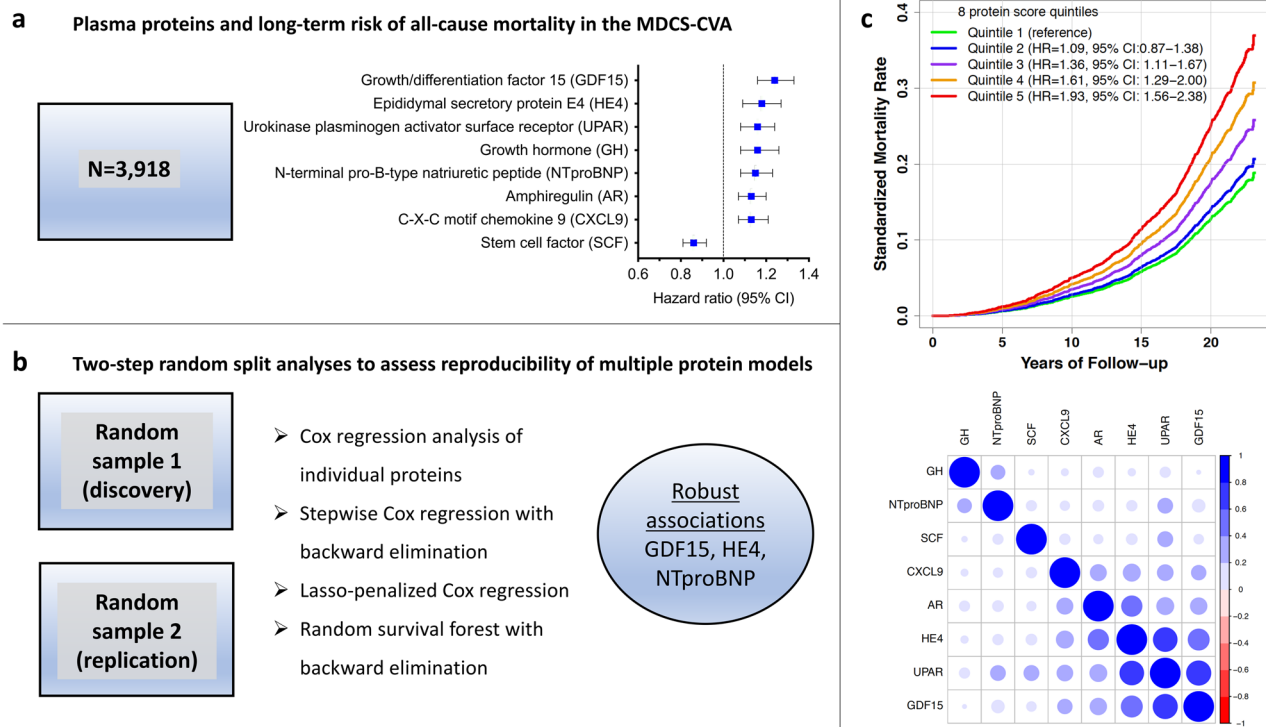 a
Plasma proteins and long-term risk of all-cause mortality in the MDCS-CVA
N=3,918
Growth/differentiation factor 15 (GDF15)
Epididymal secretory protein E4 (HE4)
Urokinase plasminogen activator surface receptor (UPAR)
Growth hormone (GH)
N-terminal pro-B-type natriuretic peptide (NTproBNP)
Amphiregulin (AR)
C-X-C motif chemokine 9 (CXCL9)
Stem cell factor (SCF)
0.6 0.8 1.0 1.2 1.4
Hazard ratio (95% CI)
b
Two-step random split analyses to assess reproducibility of multiple protein models
Random
sample 1
(discovery)
Random
sample 2
(replication)
➢ Cox regression analysis of
individual proteins
➢ Stepwise Cox regression with
backward elimination
➢ Lasso-penalized Cox regression
➢ Random survival forest with
backward elimination
Robust
associations
GDF15, HE4,
NTproBNP
c
8 protein score quintiles
Quintile 1 (reference)
Quintile 2 (HR=1.09, 95% CI:0.87−1.38)
Quintile 3 (HR=1.36, 95% CI: 1.11−1.67)
Quintile 4 (HR=1.61, 95% CI: 1.29−2.00)
Quintile 5 (HR=1.93, 95% CI: 1.56−2.38)
Standardized Mortality Rate
0.4
0.3
0.2
0.1
0.0
0 5 10 15 20
Years of Follow−up
GH NTproBNP SCF CXCL9 AR HE4 UPAR GDF15
GH
NTproBNP
SCF
CXCL9
AR
HE4
UPAR
GDF15
1
0.8
0.6
0.4
0.2
0
−0.2
−0.4
−0.6
−0.8
−1